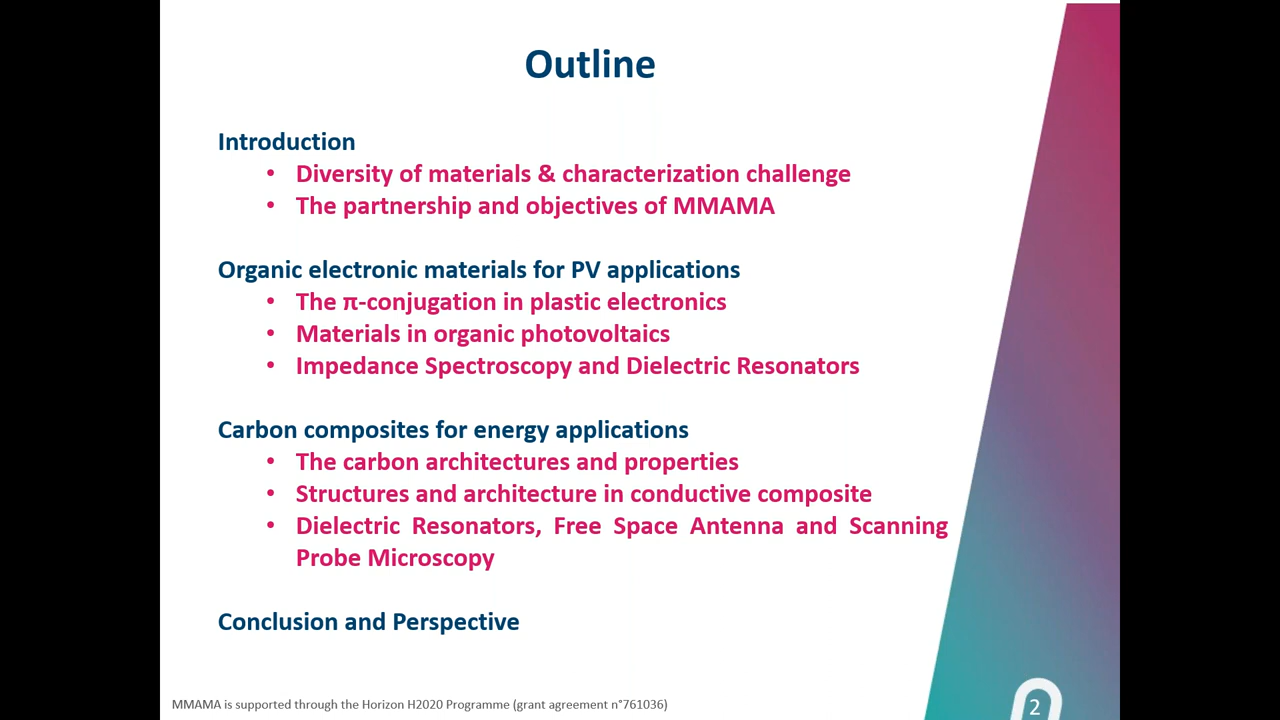 Outline
Introduction
• Diversity of materials & characterization challenge
• The partnership and objectives of MMAMA
Organic electronic materials for PV applications
• The π-conjugation in plastic electronics
• Materials in organic photovoltaics
• Impedance Spectroscopy and Dielectric Resonators
Carbon composites for energy applications
• The carbon architectures and properties
• Structures and architecture in conductive composite
• Dielectric Resonators, Free Space Antenna and Scanning
Probe Microscopy
Conclusion and Perspective
MMAMA is supported through the Horizon H2020 Programme (grant agreement n°761036)
2